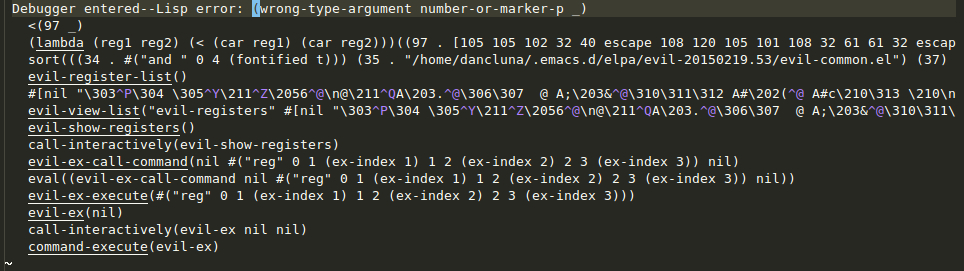 Debugger entered--Lisp error: (wrong-type-argument number-or-marker-p _)
  <(97 _)
  (lambda (reg1 reg2) (< (car reg1) (car reg2)))((97 . [105 105 102 32 40 escape 108 120 105 101 108 32 61 61 32 escap
  sort(((34 . #("and " 0 4 (fontified t))) (35 . "/home/dancluna/.emacs.d/elpa/evil-20150219.53/evil-common.el") (37)
  evil-register-list()
  #[nil "\303^P\304 \305^Y\211^Z\2056^@\n@\211^QA\203.^@\306\307  @ A;\203&^@\310\311\312 A#\202(^@ A#c\210\313 \210\n
  evil-view-list("evil-registers" #[nil "\303^P\304 \305^Y\211^Z\2056^@\n@\211^QA\203.^@\306\307  @ A;\203&^@\310\311\
  evil-show-registers()
  call-interactively(evil-show-registers)
  evil-ex-call-command(nil #("reg" 0 1 (ex-index 1) 1 2 (ex-index 2) 2 3 (ex-index 3)) nil)
  eval((evil-ex-call-command nil #("reg" 0 1 (ex-index 1) 1 2 (ex-index 2) 2 3 (ex-index 3)) nil))
  evil-ex-execute(#("reg" 0 1 (ex-index 1) 1 2 (ex-index 2) 2 3 (ex-index 3)))
  evil-ex(nil)
  call-interactively(evil-ex nil nil)
  command-execute(evil-ex)
~